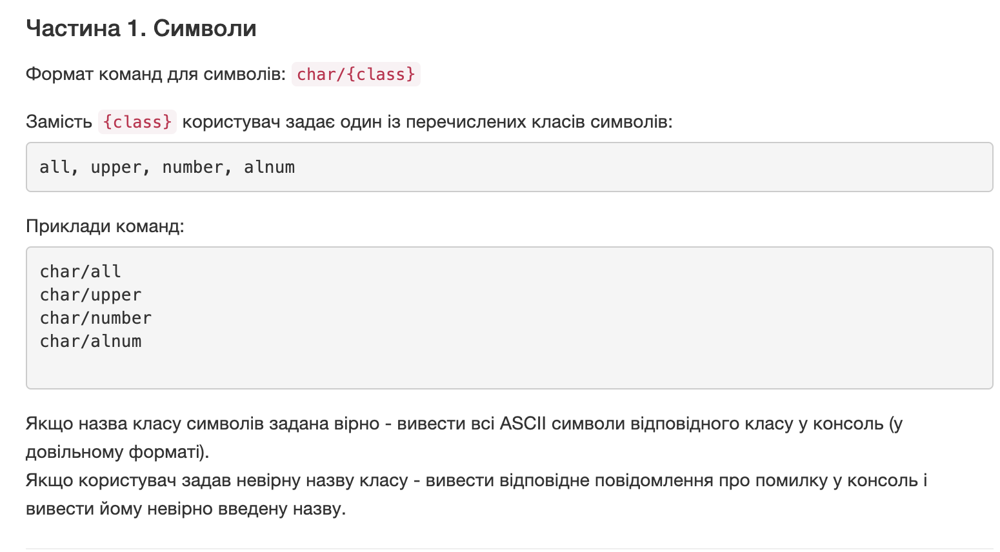 Частина 1. Символи
Формат команд для символів: char/{class}
Замість {class} користувач задає один із перечислених класів символів:
all, upper, number, alnum
Приклади команд:
char/all
char/upper
char/number
char/alnum
Якщо назва класу символів задана вірно - вивести всі ASCII символи відповідного класу у консоль (у
довільному форматі).
Якщо користувач задав невірну назву класу - вивести відповідне повідомлення про помилку у консоль і
вивести йому невірно введену назву.